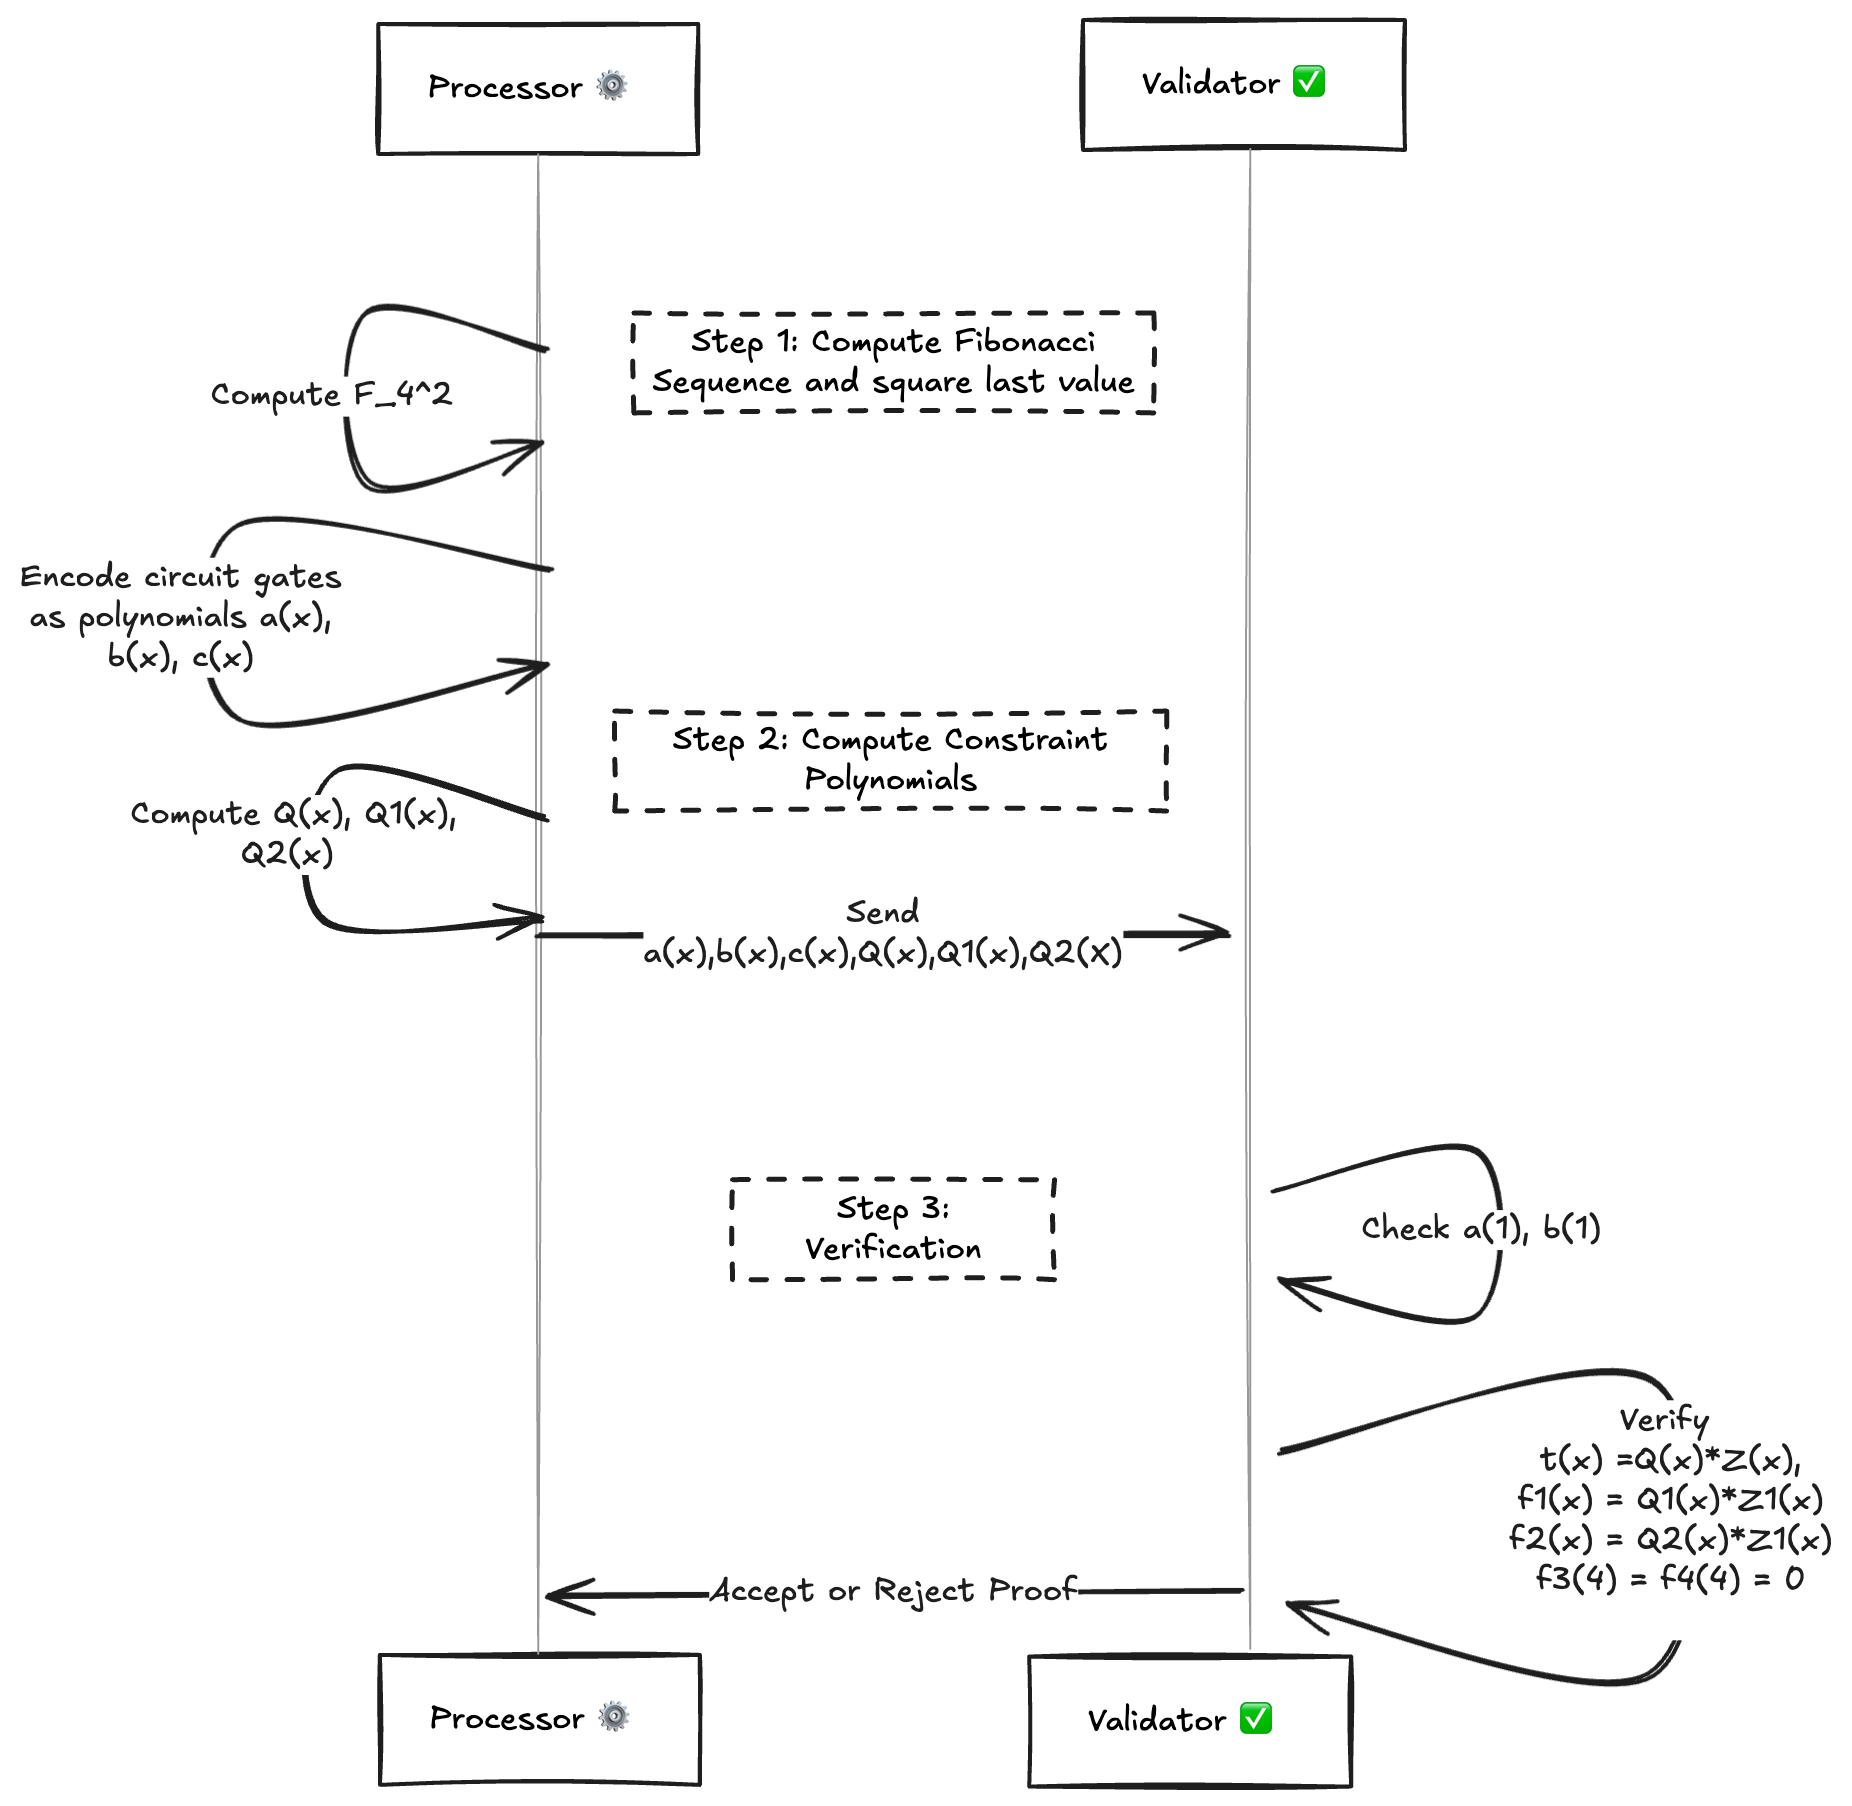 Processor ⚙️
Validator ✅
Step 1: Compute Fibonacci
Sequence and square last value
Compute F_4^2
Encode circuit gates
as polynomials a(x),
b(x), c(x)
Step 2: Compute Constraint
Polynomials
Compute Q(x), Q1(x),
Q2(x)
Send
a(x),b(x),c(x),Q(x),Q1(x),Q2(X)
Step 3:
Verification
Check a(1), b(1)
Verify
t(x) =Q(x)*Z(x),
f1(x) = Q1(x)*Z1(x)
f2(x) = Q2(x)*Z1(x)
f3(4) = f4(4) = 0
Accept or Reject Proof
Processor ⚙️
Validator ✅